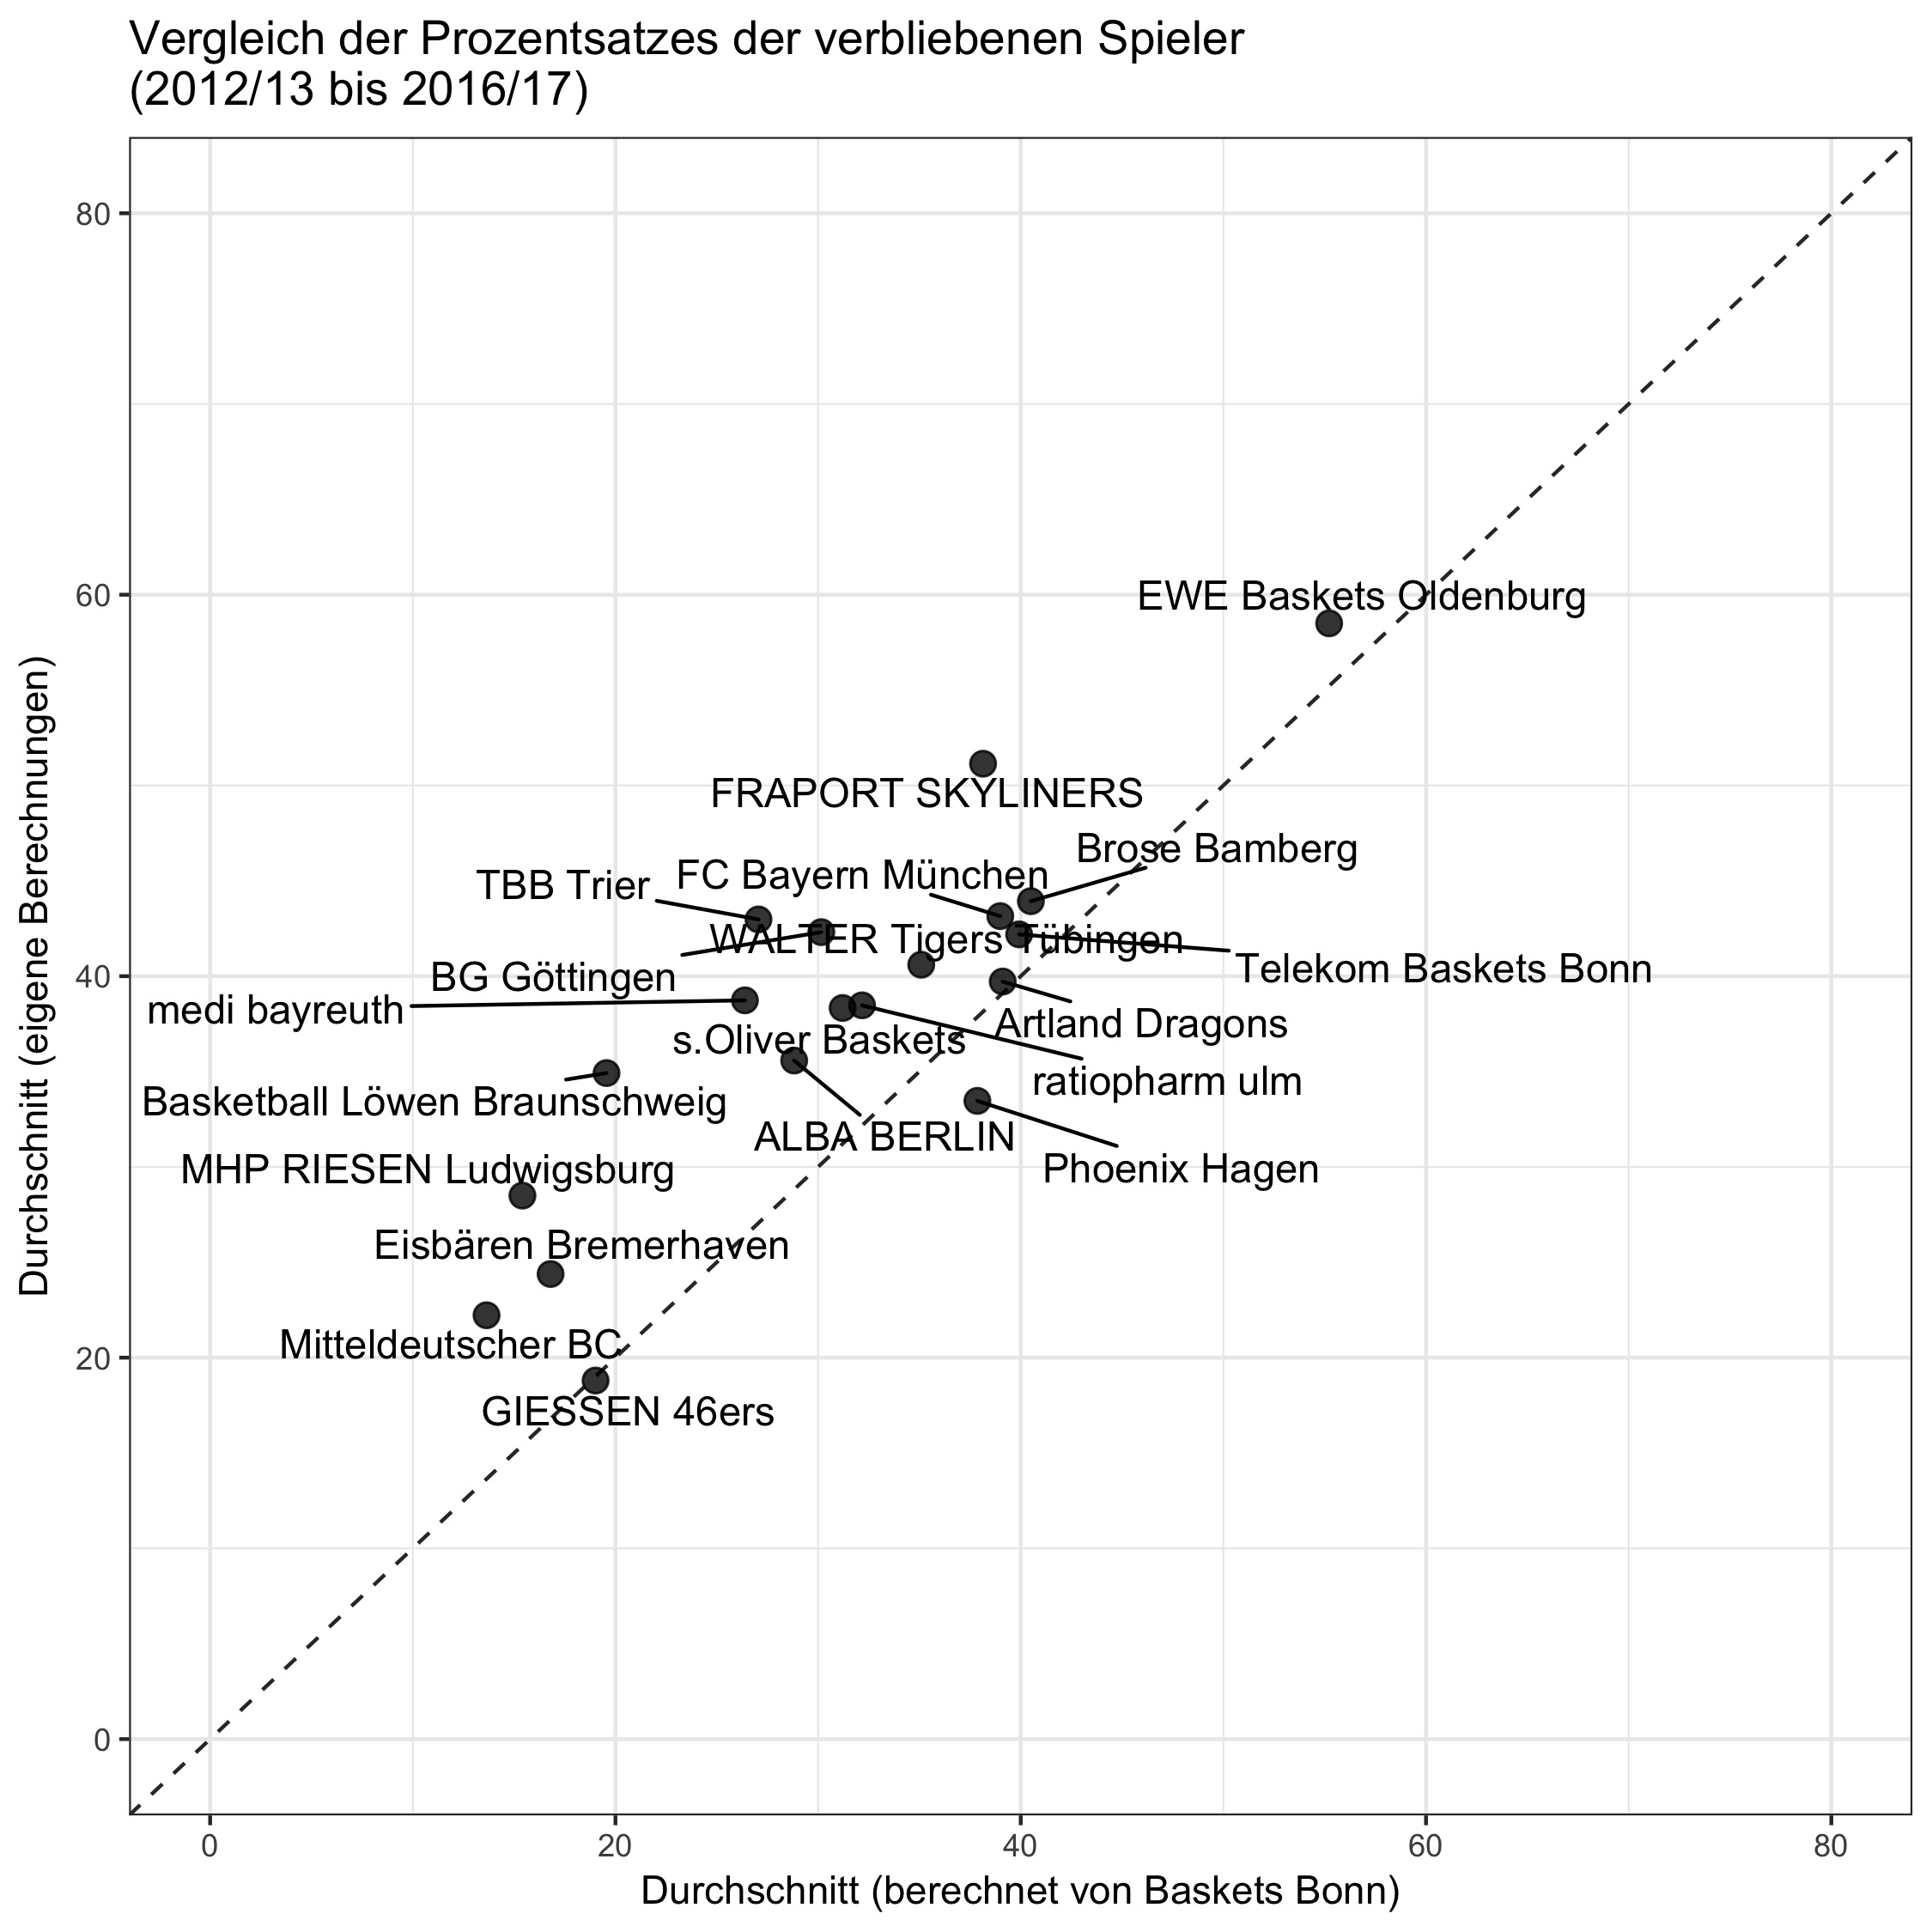 Vergleich der Prozentsatzes der verbliebenen Spieler
(2012/13 bis 2016/17)
Durchschnitt (eigene Berechnungen)
80
60
40
20
0
EWE Baskets Oldenburg
FRAPORT SKYLINERS
Brose Bamberg
FC Bayern München
TBB Trier
WALTER Tigers Tübingen
Telekom Baskets Bonn
BG Göttingen
medi bayreuth
Artland Dragons
s.Oliver Baskets
ratiopharm ulm
Basketball Löwen Braunschweig
ALBA BERLIN
Phoenix Hagen
MHP RIESEN Ludwigsburg
Eisbären Bremerhaven
Mitteldeutscher BC
GIESSEN 46ers
0
20
40
60
80
Durchschnitt (berechnet von Baskets Bonn)